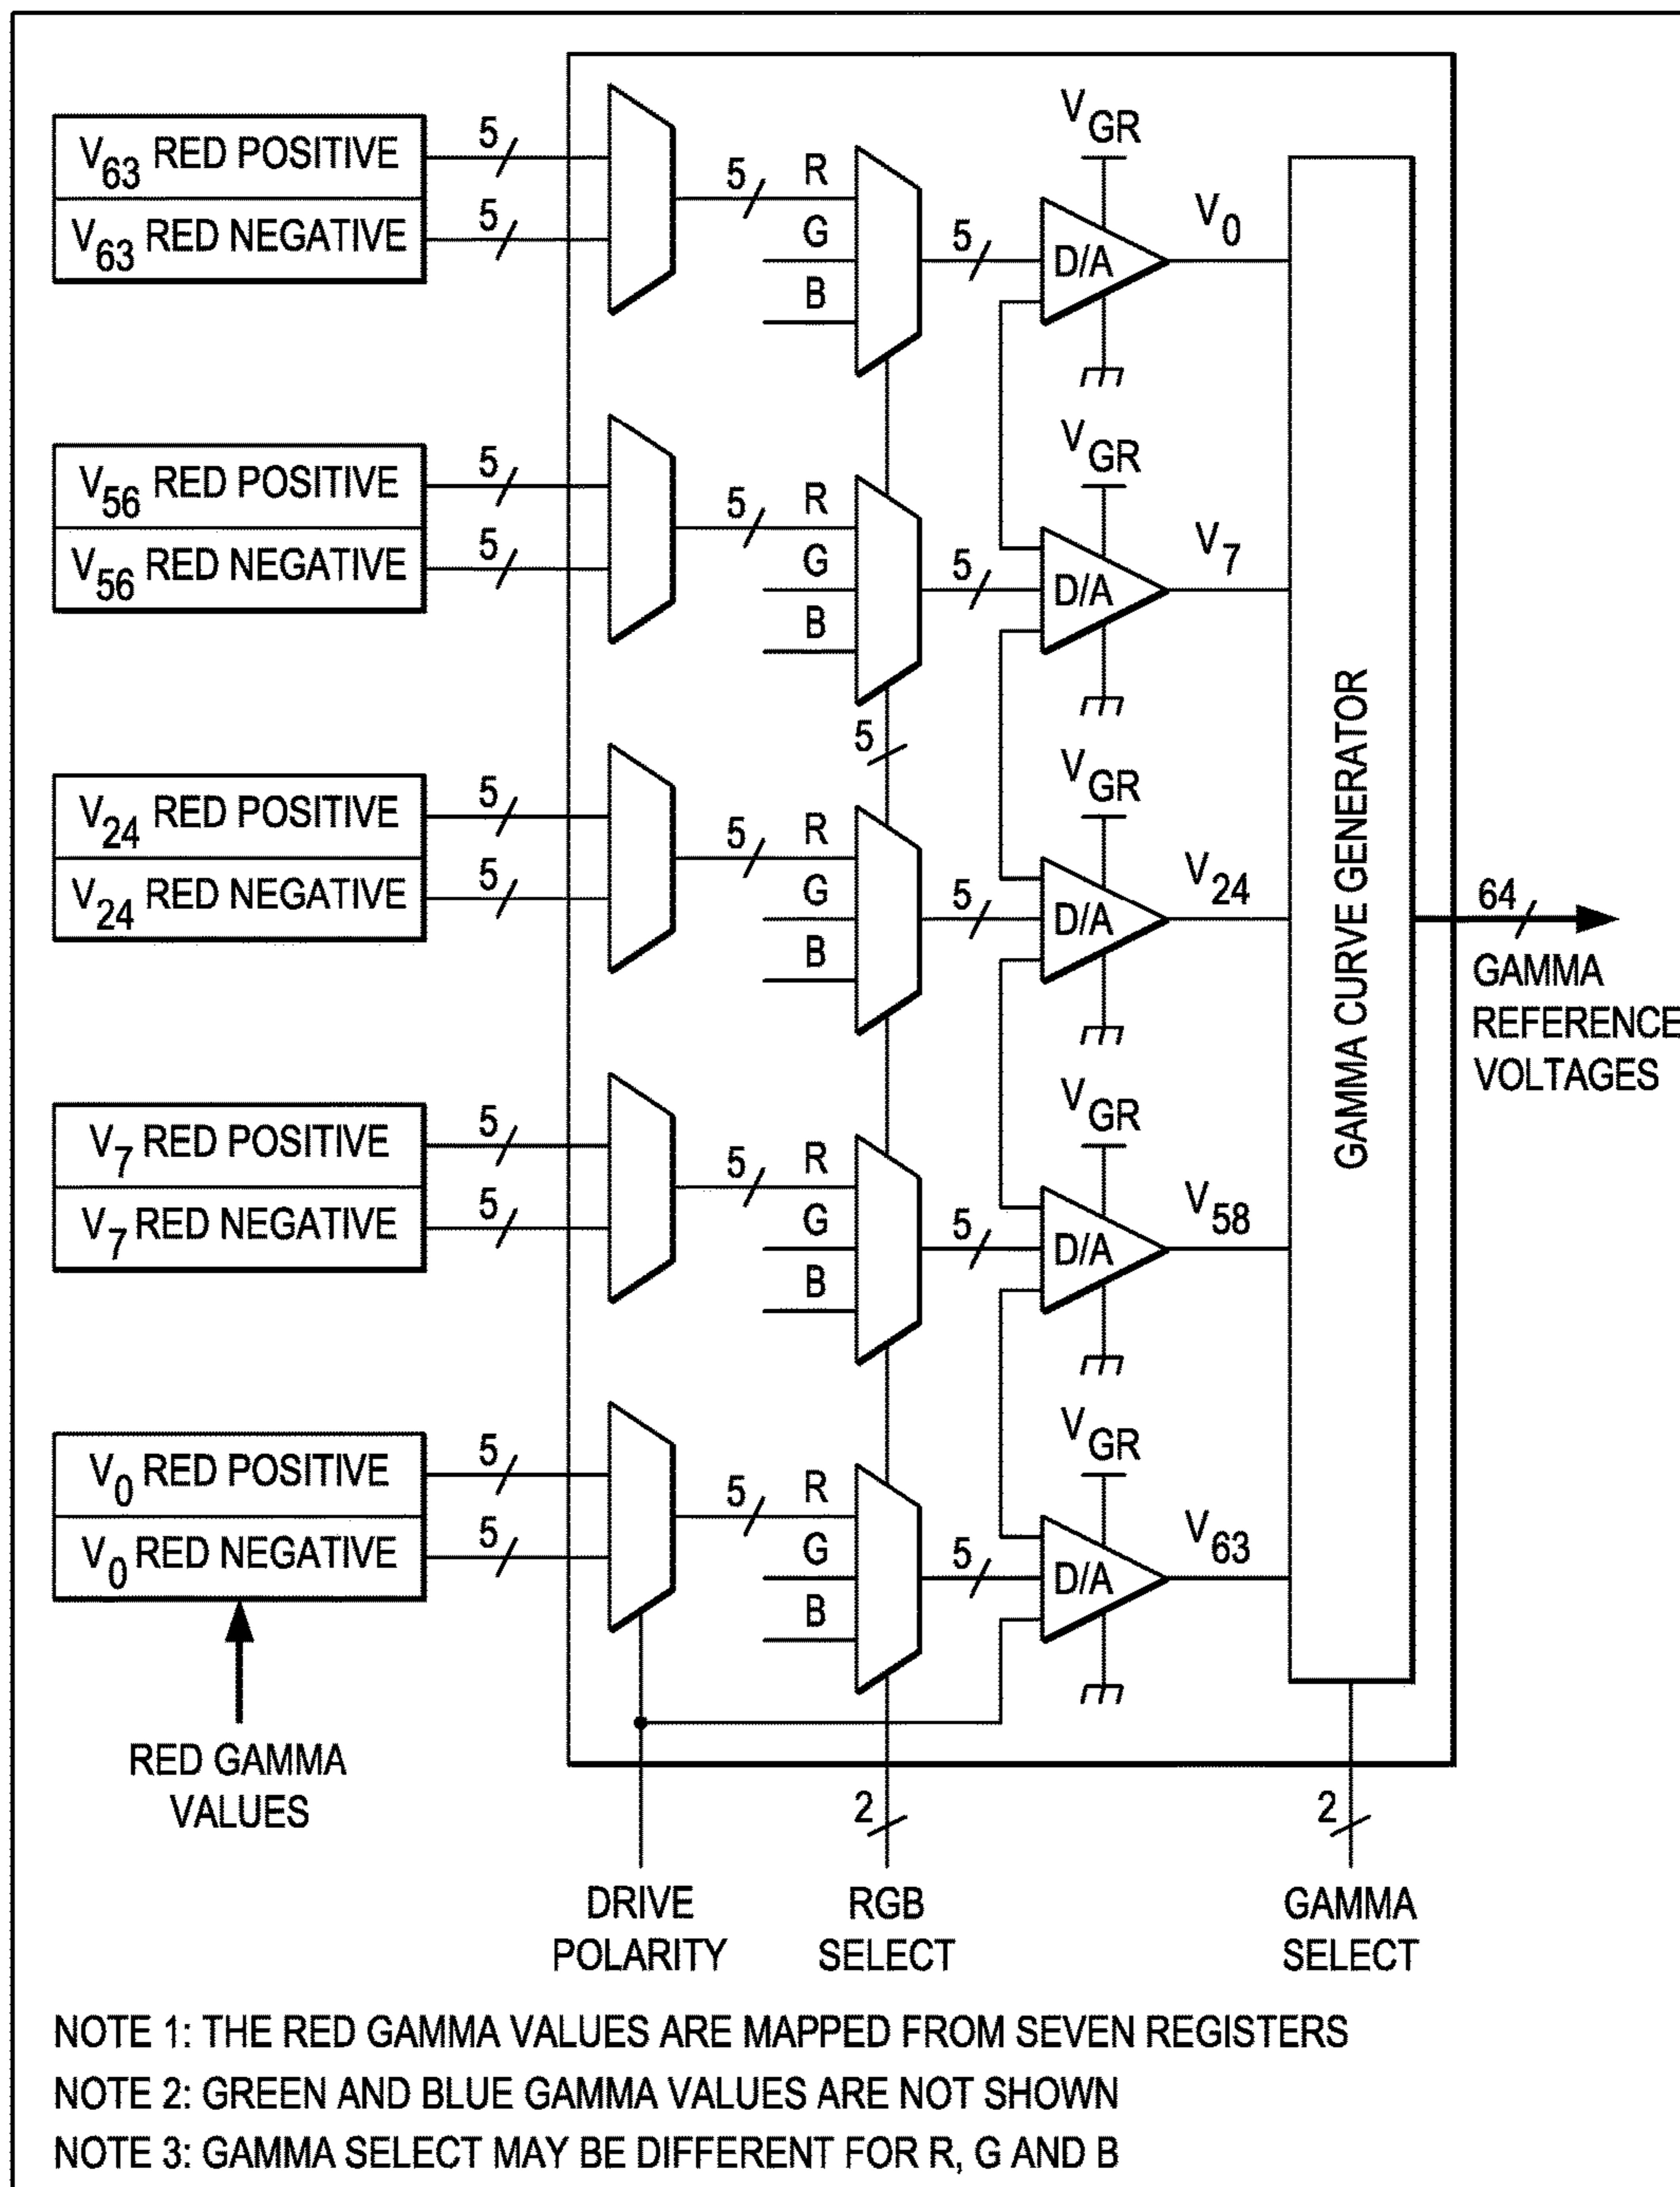 V63 RED POSITIVE
V63 RED NEGATIVE
5
5
5
R
G
B
5
VGR
D/A
V0
V56 RED POSITIVE
V56 RED NEGATIVE
5
5
5
R
G
B
5
VGR
D/A
V7
5
V24 RED POSITIVE
V24 RED NEGATIVE
5
5
5
R
G
B
5
VGR
D/A
V24
V7 RED POSITIVE
V7 RED NEGATIVE
5
5
5
R
G
B
5
VGR
D/A
V58
V0 RED POSITIVE
V0 RED NEGATIVE
5
5
5
R
G
B
5
VGR
D/A
V63
GAMMA CURVE GENERATOR
64
GAMMA
REFERENCE
VOLTAGES
RED GAMMA
VALUES
DRIVE
POLARITY
2
RGB
SELECT
2
GAMMA
SELECT
NOTE 1: THE RED GAMMA VALUES ARE MAPPED FROM SEVEN REGISTERS
NOTE 2: GREEN AND BLUE GAMMA VALUES ARE NOT SHOWN
NOTE 3: GAMMA SELECT MAY BE DIFFERENT FOR R, G AND B